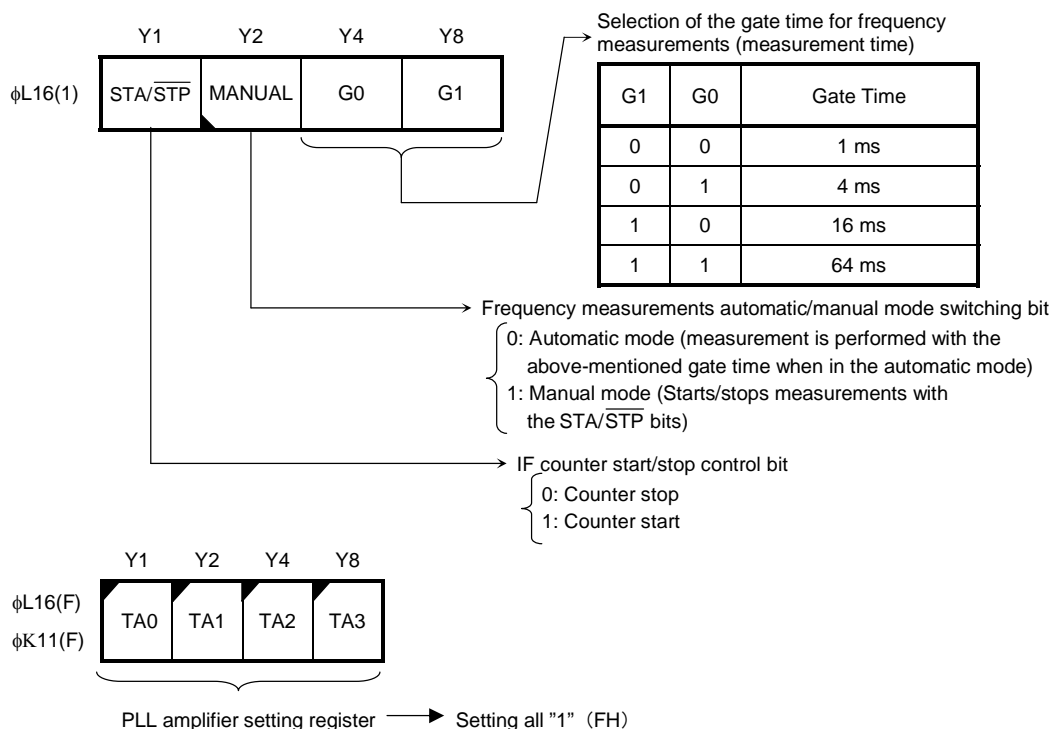 Y1 Y2 Y4 Y8
ϕL16(1) STA/S̅T̅P̅ MANUAL G0 G1
Selection of the gate time for frequency
measurements (measurement time)
G1 G0 Gate Time
0 0 1 ms
0 1 4 ms
1 0 16 ms
1 1 64 ms
Frequency measurements automatic/manual mode switching bit
0: Automatic mode (measurement is performed with the
above-mentioned gate time when in the automatic mode)
1: Manual mode (Starts/stops measurements with
the STA/S̅T̅P̅ bits)
IF counter start/stop control bit
0: Counter stop
1: Counter start
Y1 Y2 Y4 Y8
ϕL16(F)
ϕK11(F)
TA0 TA1 TA2 TA3
PLL amplifier setting register Setting all "1"（FH）